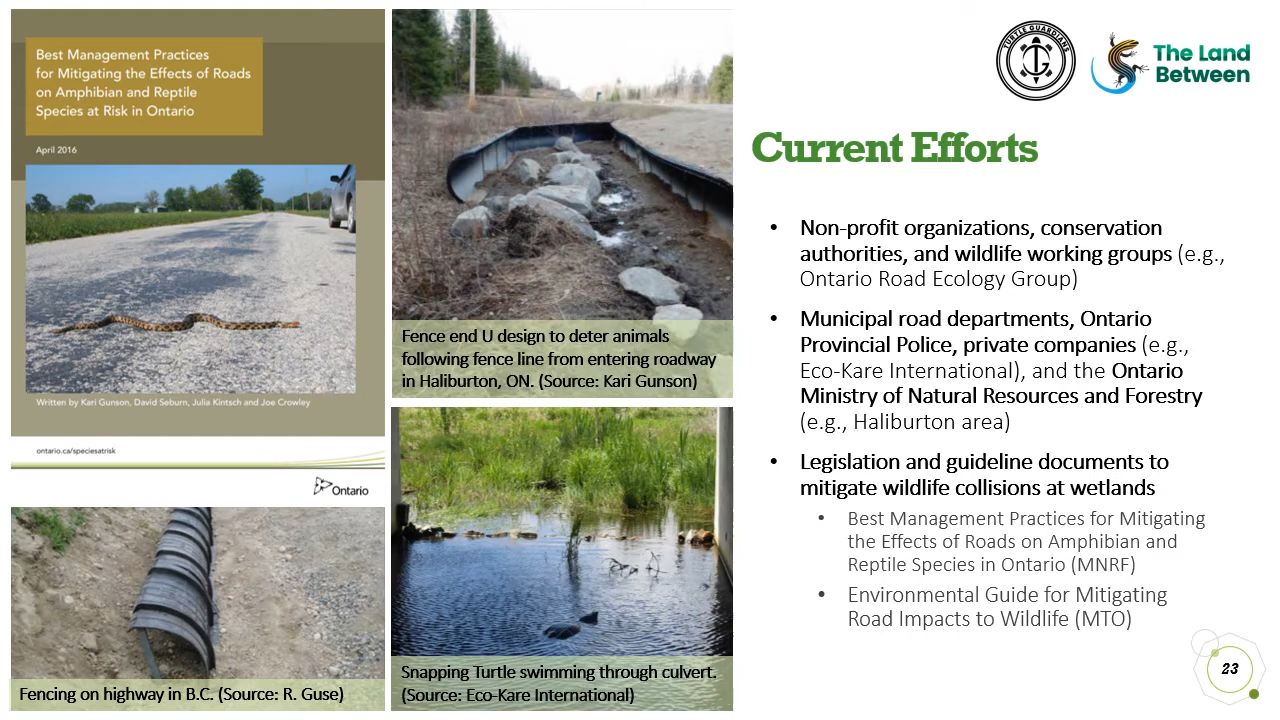 Best Management Practices
for Mitigating the Effects of Roads
on Amphibian and Reptile
Species at Risk in Ontario
April 2016
Written by Kari Gunson, David Seburn, Julia Kintsch and Joe Crowley
ontario.ca/speciesatrisk
Ontario
Fencing on highway in B.C. (Source: R. Guse)
Fence end U design to deter animals
following fence line from entering roadway
in Haliburton, ON. (Source: Kari Gunson)
Snapping Turtle swimming through culvert.
(Source: Eco-Kare International)
TURTLE GUARDIANS
The Land
Between
Current Efforts
• Non-profit organizations, conservation
authorities, and wildlife working groups (e.g.,
Ontario Road Ecology Group)
• Municipal road departments, Ontario
Provincial Police, private companies (e.g.,
Eco-Kare International), and the Ontario
Ministry of Natural Resources and Forestry
(e.g., Haliburton area)
• Legislation and guideline documents to
mitigate wildlife collisions at wetlands
• Best Management Practices for Mitigating
the Effects of Roads on Amphibian and
Reptile Species in Ontario (MNRF)
• Environmental Guide for Mitigating
Road Impacts to Wildlife (MTO)
23